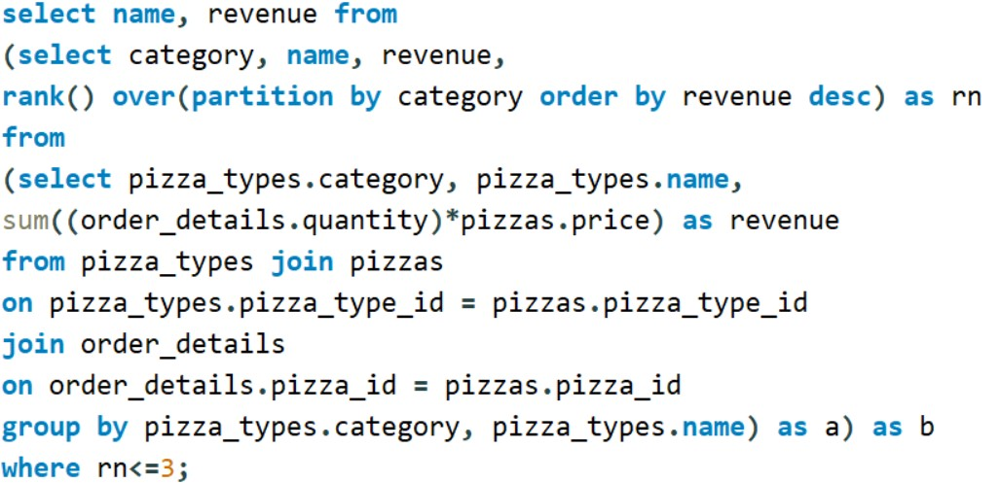 select name, revenue from
(select category, name, revenue,
rank() over(partition by category order by revenue desc) as rn
from
(select pizza_types.category, pizza_types.name,
sum((order_details.quantity)*pizzas.price) as revenue
from pizza_types join pizzas
on pizza_types.pizza_type_id = pizzas.pizza_type_id
join order_details
on order_details.pizza_id = pizzas.pizza_id
group by pizza_types.category, pizza_types.name) as a) as b
where rn<=3;